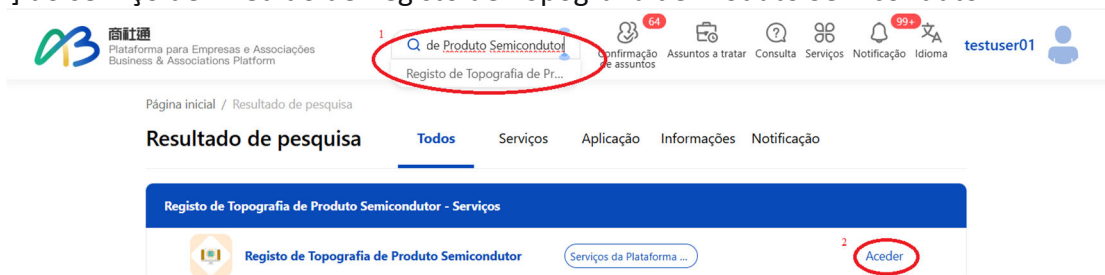 1
商社通
Plataforma para Empresas e Associações
Business & Associations Platform
de Produto Semicondutor
Registo de Topografia de Pr...
64
Confirmação de assuntos
Assuntos a tratar
Consulta
Serviços
99+
Notificação
Idioma
testuser01
Página inicial / Resultado de pesquisa
Resultado de pesquisa
Todos
Serviços
Aplicação
Informações
Notificação
Registo de Topografia de Produto Semicondutor - Serviços
Registo de Topografia de Produto Semicondutor
Serviços da Plataforma ...
2
Aceder